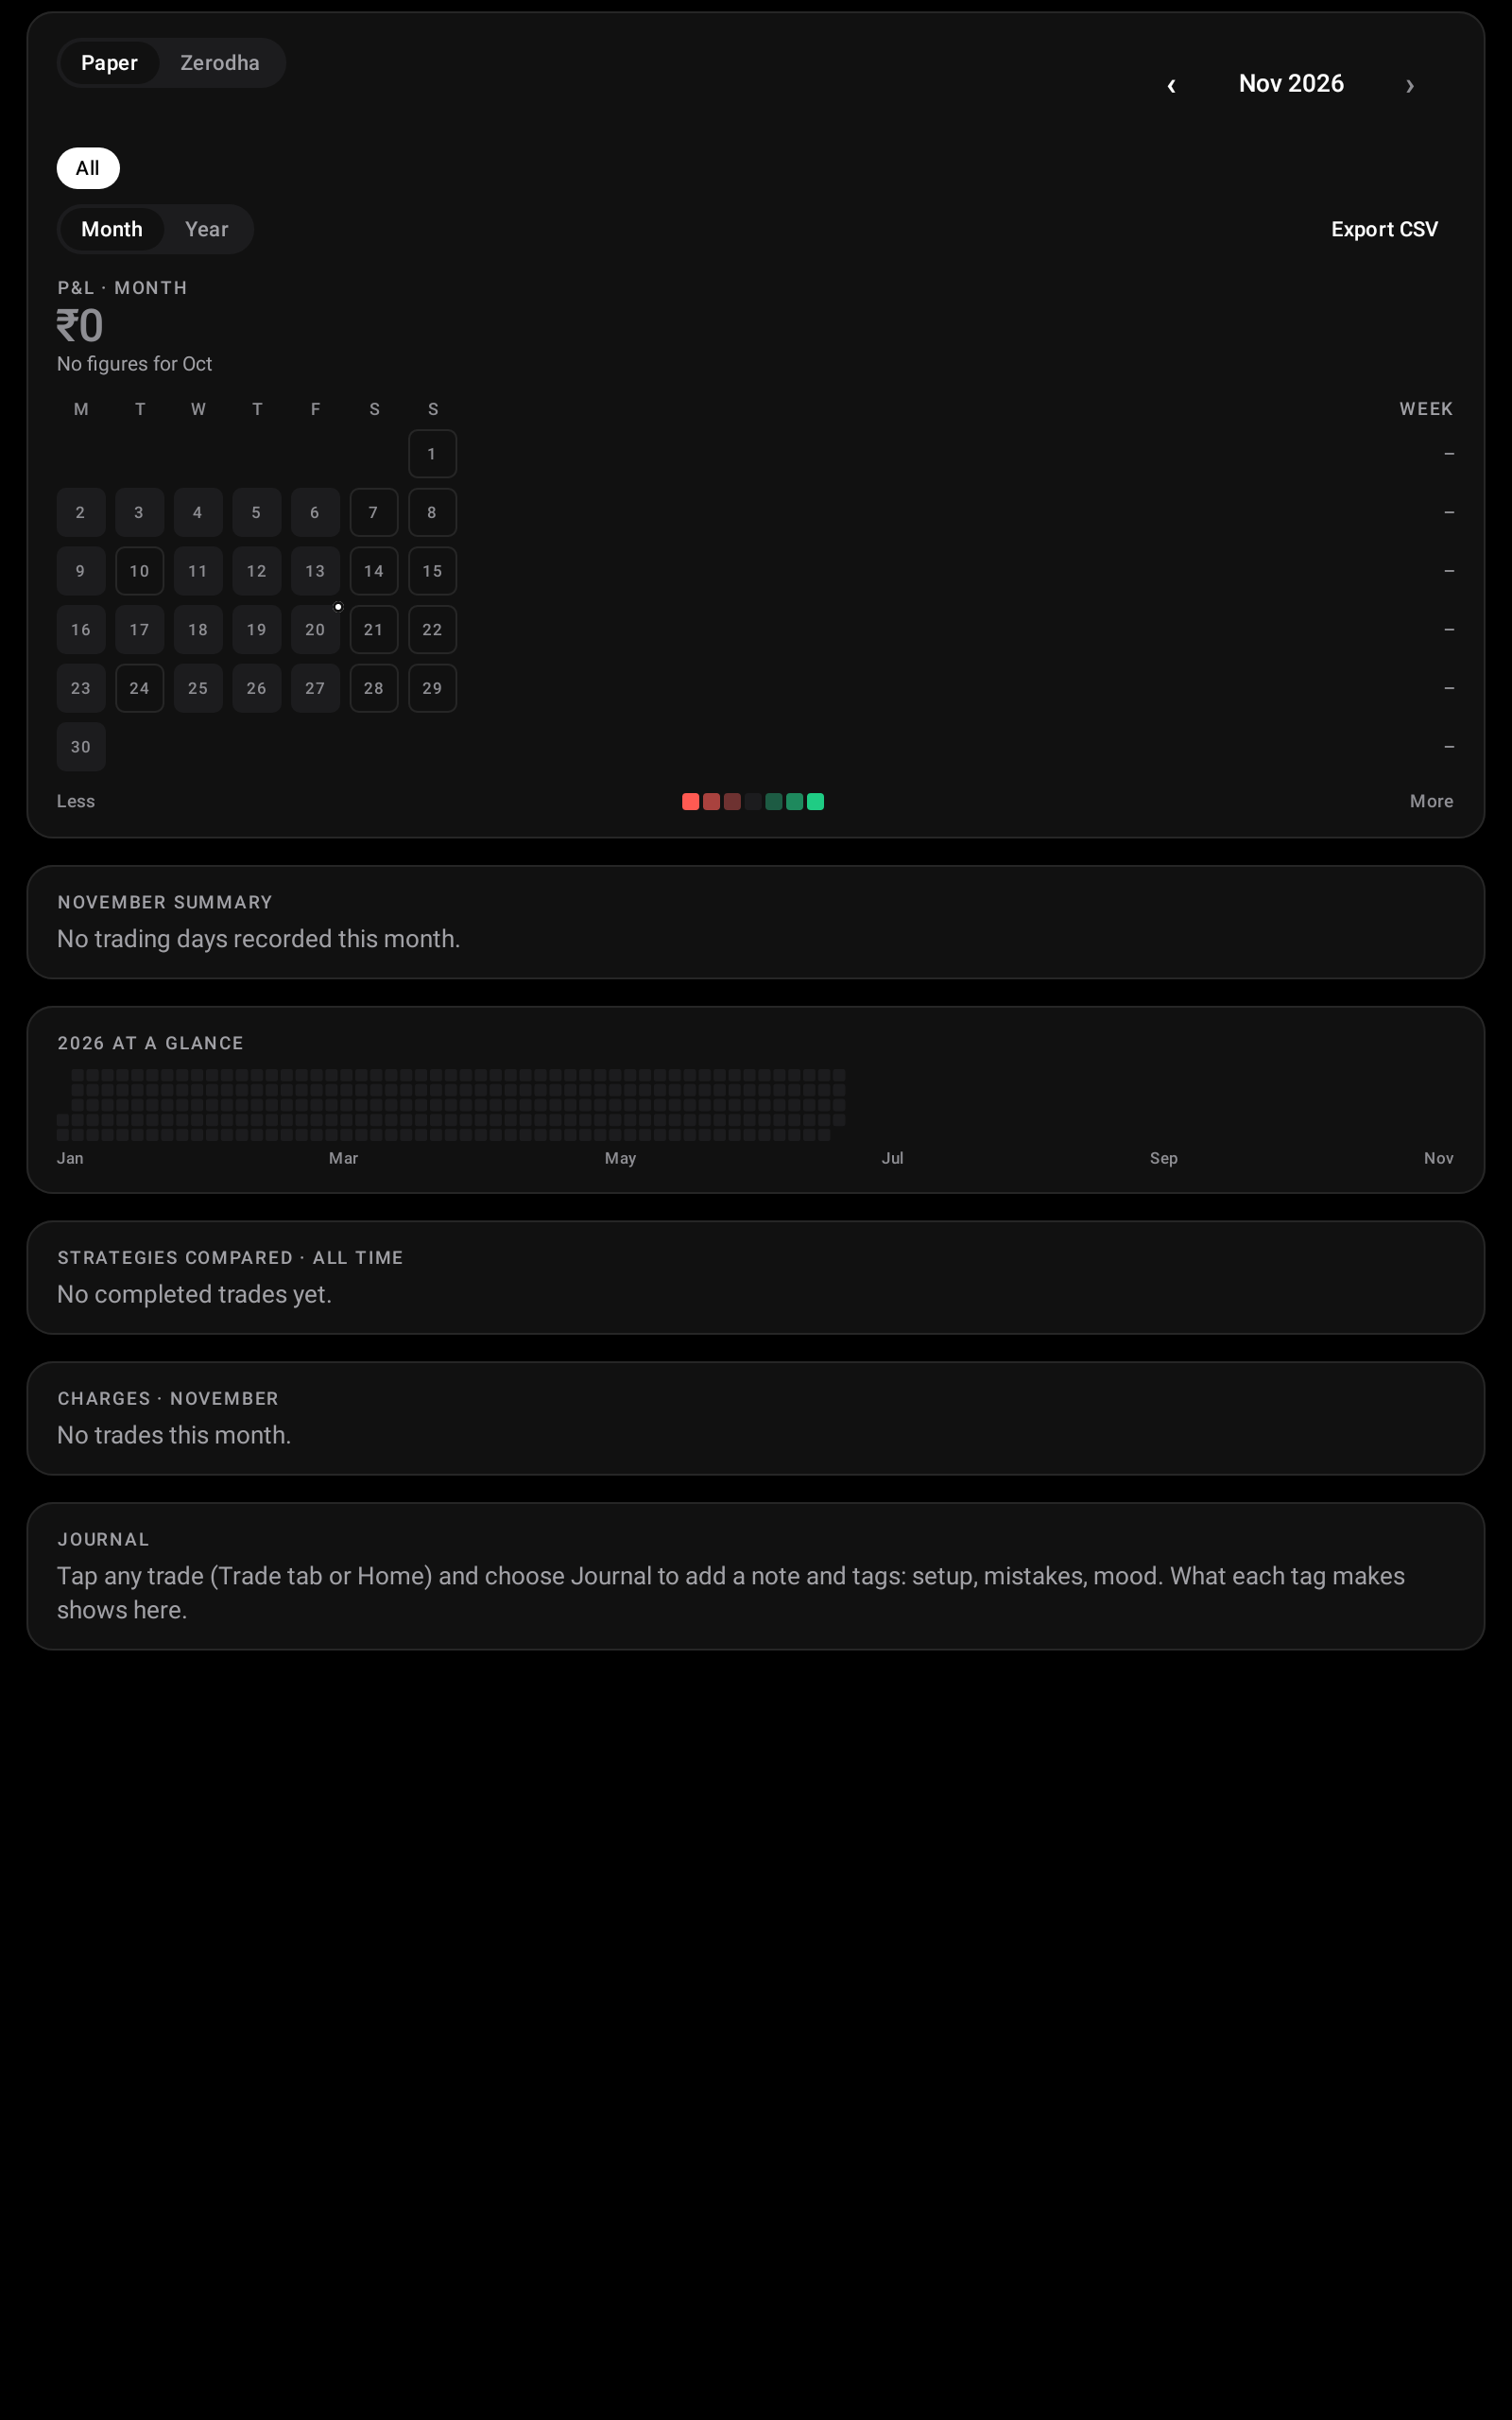 Paper Zerodha
‹ Nov 2026 ›
All
Month Year
Export CSV
P&L · MONTH
₹0
No figures for Oct
M T W T F S S WEEK
1 –
2 3 4 5 6 7 8 –
9 10 11 12 13 14 15 –
16 17 18 19 20 21 22 –
23 24 25 26 27 28 29 –
30 –
Less More
NOVEMBER SUMMARY
No trading days recorded this month.
2026 AT A GLANCE
Jan Mar May Jul Sep Nov
STRATEGIES COMPARED · ALL TIME
No completed trades yet.
CHARGES · NOVEMBER
No trades this month.
JOURNAL
Tap any trade (Trade tab or Home) and choose Journal to add a note and tags: setup, mistakes, mood. What each tag makes
shows here.